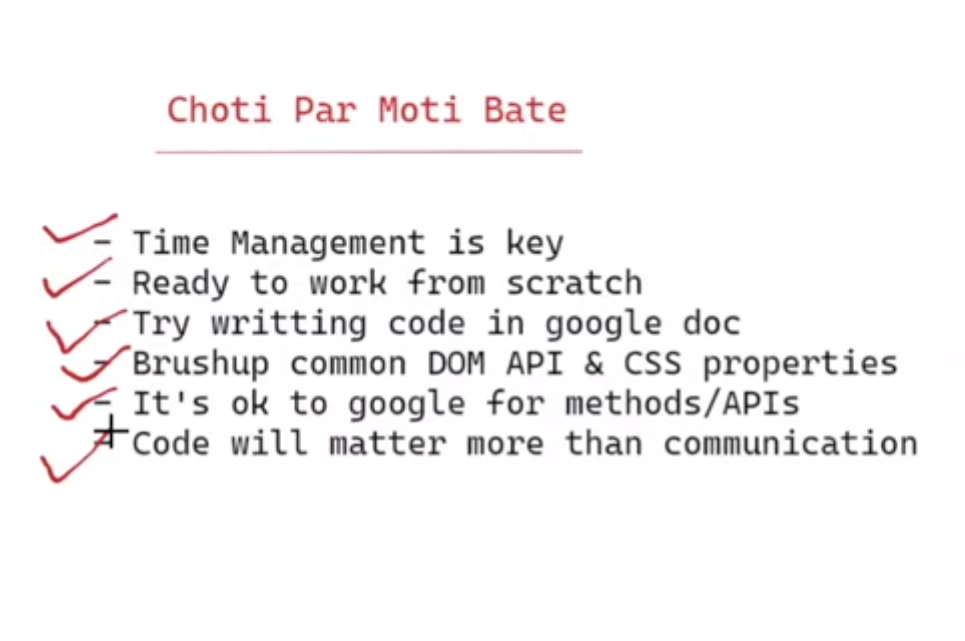 Choti Par Moti Bate
- Time Management is key
- Ready to work from scratch
- Try writting code in google doc
- Brushup common DOM API & CSS properties
- It's ok to google for methods/APIs
- Code will matter more than communication